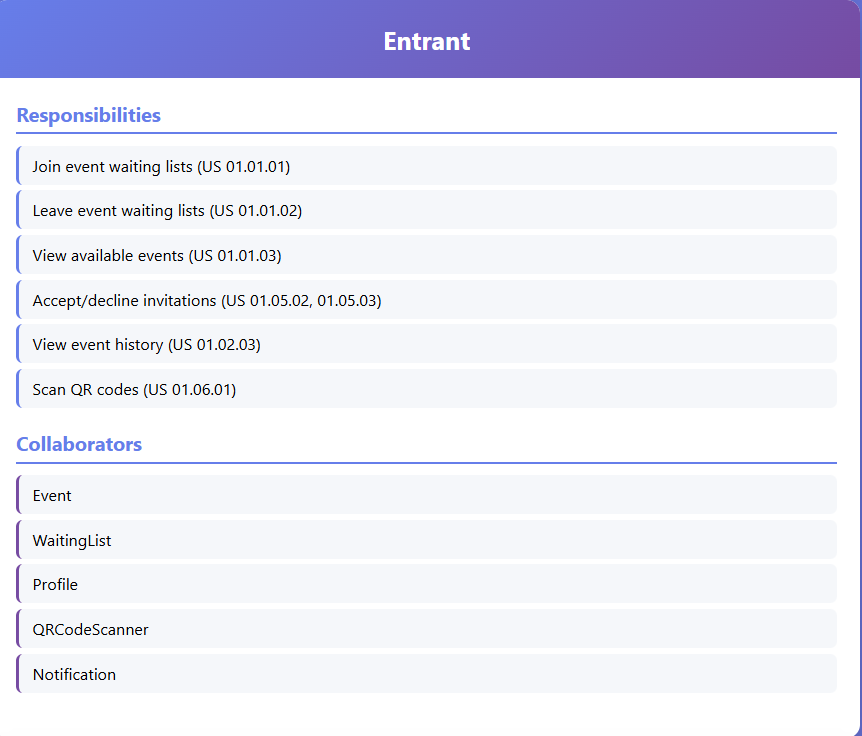 Entrant
Responsibilities
Join event waiting lists (US 01.01.01)
Leave event waiting lists (US 01.01.02)
View available events (US 01.01.03)
Accept/decline invitations (US 01.05.02, 01.05.03)
View event history (US 01.02.03)
Scan QR codes (US 01.06.01)
Collaborators
Event
WaitingList
Profile
QRCodeScanner
Notification